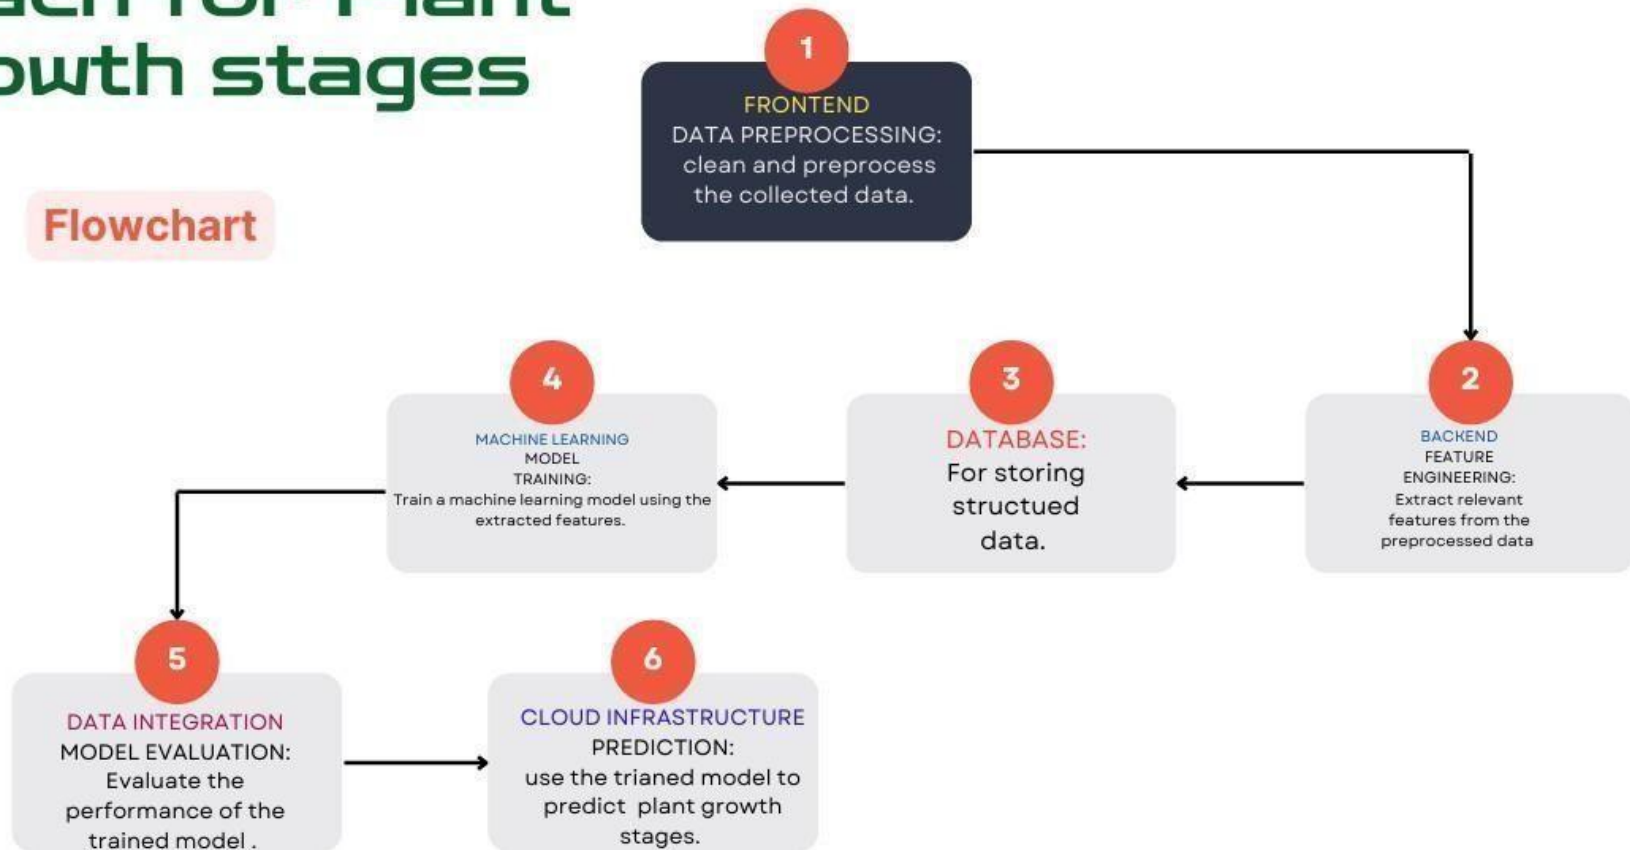 owth stages
Flowchart
1
FRONTEND
DATA PREPROCESSING:
clean and preprocess
the collected data.
2
BACKEND
FEATURE
ENGINEERING:
Extract relevant
features from the
preprocessed data
3
DATABASE:
For storing
structued
data.
4
MACHINE LEARNING
MODEL
TRAINING:
Train a machine learning model using the
extracted features.
5
DATA INTEGRATION
MODEL EVALUATION:
Evaluate the
performance of the
trained model .
6
CLOUD INFRASTRUCTURE
PREDICTION:
use the trianed model to
predict plant growth
stages.